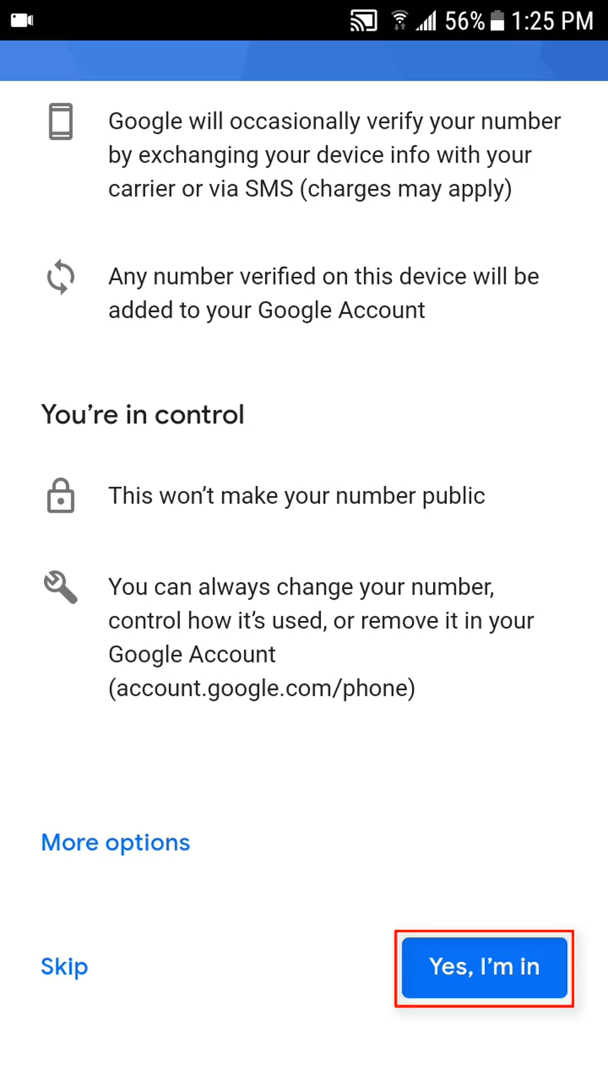 56% 1:25 PM
Google will occasionally verify your number
by exchanging your device info with your
carrier or via SMS (charges may apply)
Any number verified on this device will be
added to your Google Account
You’re in control
This won’t make your number public
You can always change your number,
control how it’s used, or remove it in your
Google Account
(account.google.com/phone)
More options
Skip
Yes, I’m in